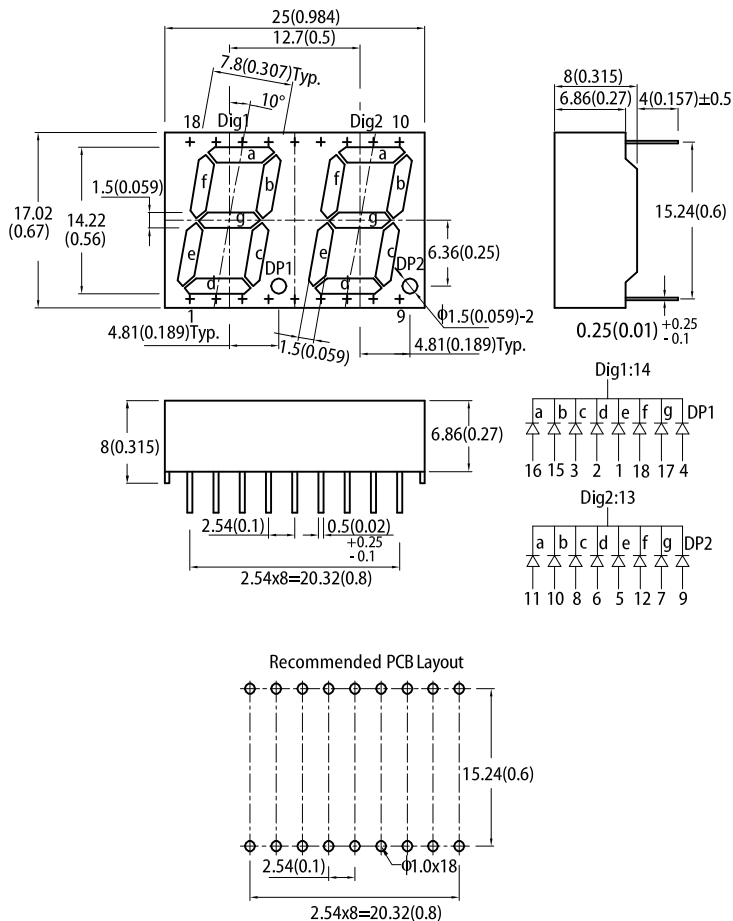 25(0.984)
12.7(0.5)
7.8(0.307)Typ.
10°
18 Dig1 Dig2 10
a a
f b f b
g g
e c e c
d d
DP1 DP2
1 9
1.5(0.059)
17.02
(0.67)
14.22
(0.56)
6.36(0.25)
ϕ1.5(0.059)-2
4.81(0.189)Typ.
1.5(0.059)
4.81(0.189)Typ.
8(0.315)
6.86(0.27)
4(0.157)±0.5
15.24(0.6)
0.25(0.01) +0.25
- 0.1
8(0.315)
6.86(0.27)
2.54(0.1)
0.5(0.02)
+0.25
- 0.1
2.54x8=20.32(0.8)
Dig1:14
a b c d e f g DP1
16 15 3 2 1 18 17 4
Dig2:13
a b c d e f g DP2
11 10 8 6 5 12 7 9
Recommended PCB Layout
15.24(0.6)
2.54(0.1)
ϕ1.0x18
2.54x8=20.32(0.8)